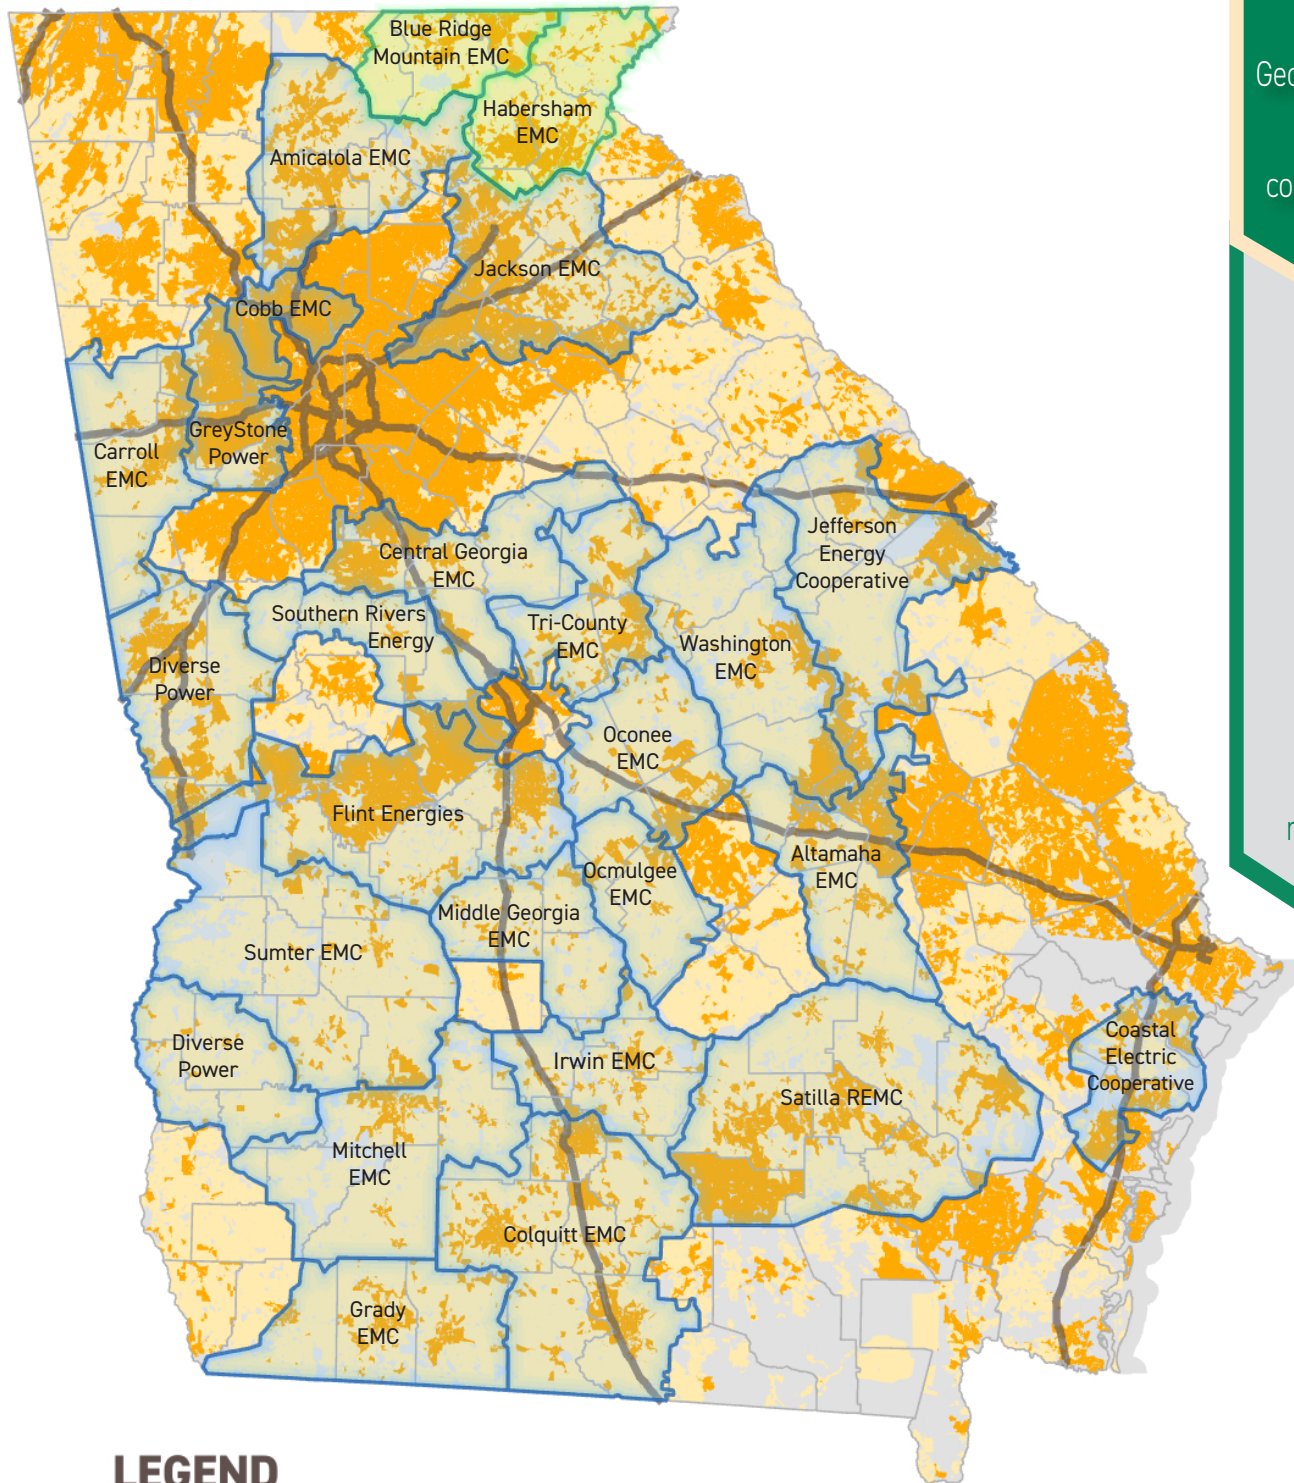 Blue Ridge
Mountain EMC
Habersham
EMC
Amicalola EMC
Jackson EMC
Cobb EMC
GreyStone
Power
Carroll
EMC
Central Georgia
EMC
Jefferson
Energy
Cooperative
Southern Rivers
Energy
Tri-County
EMC
Washington
EMC
Diverse
Power
Oconee
EMC
Flint Energies
Altamaha
EMC
Ocmulgee
EMC
Middle Georgia
EMC
Sumter EMC
Diverse
Power
Irwin EMC
Coastal
Electric
Cooperative
Satilla REMC
Mitchell
EMC
Colquitt EMC
Grady
EMC
LEGEND